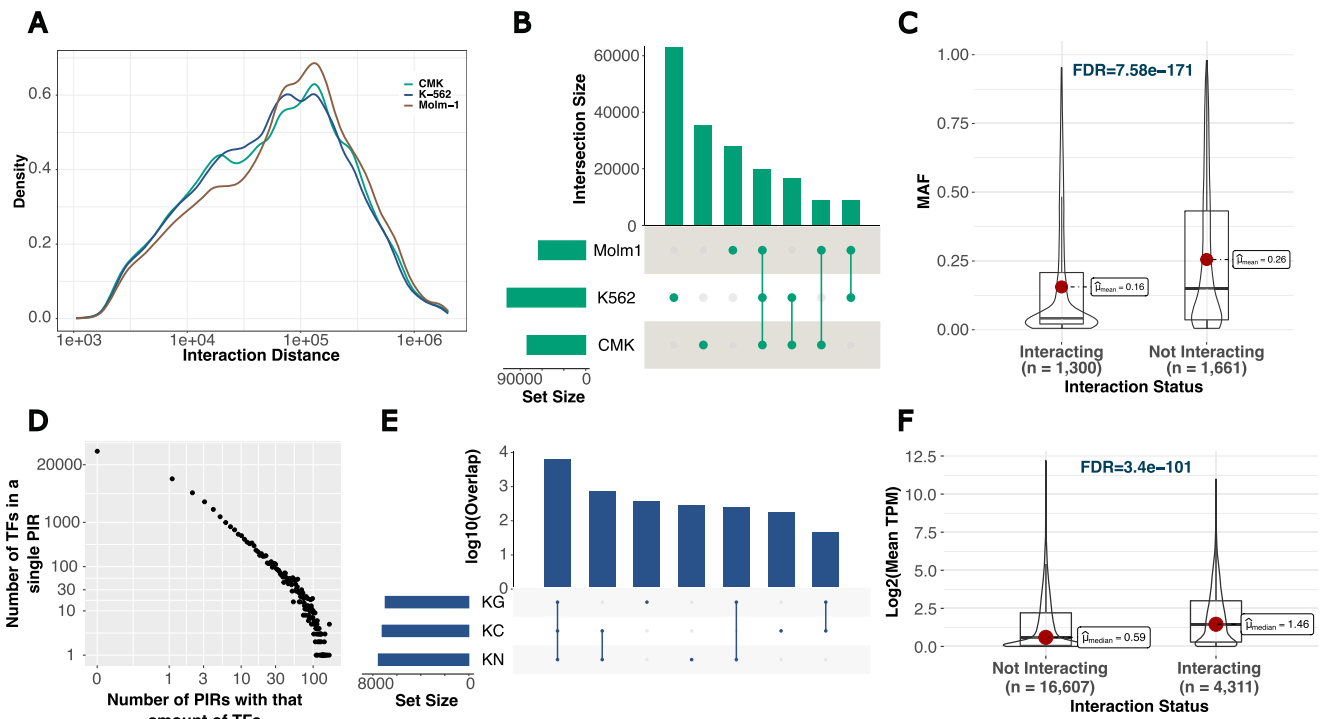 A
CMK
K−562
Molm−1
Density
0.6
0.4
0.2
0.0
1e+03
1e+04
1e+05
1e+06
Interaction Distance
B
Intersection Size
60000
40000
20000
0
Molm1
K562
CMK
90000
0
Set Size
C
FDR=7.58e−171
MAF
1.00
0.75
0.50
0.25
0.00
μ̂mean = 0.16
μ̂mean = 0.26
Interacting
(n = 1,300)
Not Interacting
(n = 1,661)
Interaction Status
D
Number of TFs in a
single PIR
20000
1000
100
30
10
1
0
1
3
10
30
100
Number of PIRs with that
amount of TFs
E
log10(Overlap)
4
3
2
1
0
KG
KC
KN
8000
0
Set Size
F
FDR=3.4e−101
Log2(Mean TPM)
12.5
10.0
7.5
5.0
2.5
0.0
μ̂median = 0.59
μ̂median = 1.46
Not Interacting
(n = 16,607)
Interacting
(n = 4,311)
Interaction Status